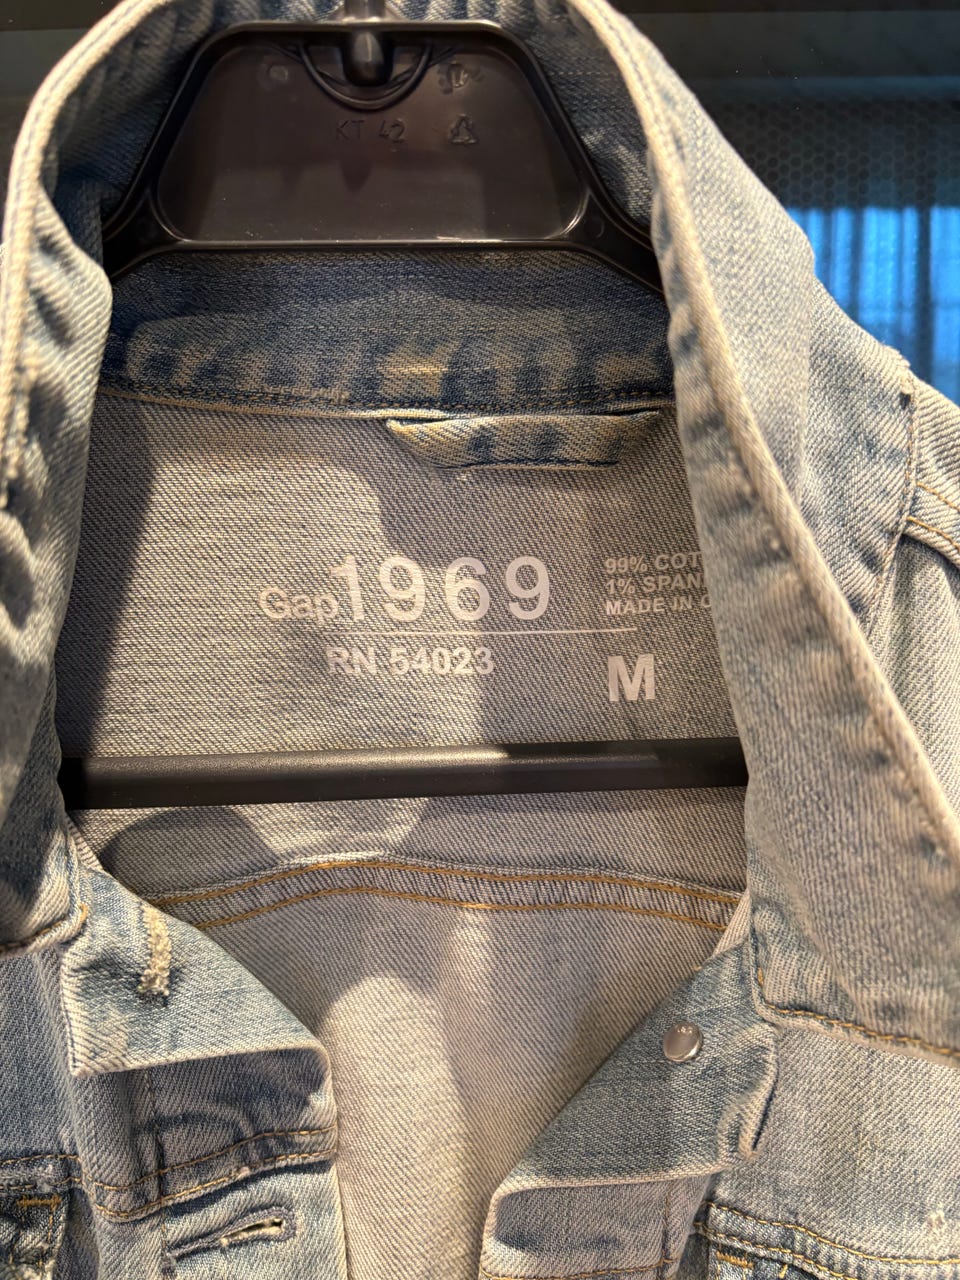 KT 42
Gap1969
RN 54023
99% COT
1% SPAN
MADE IN C
M